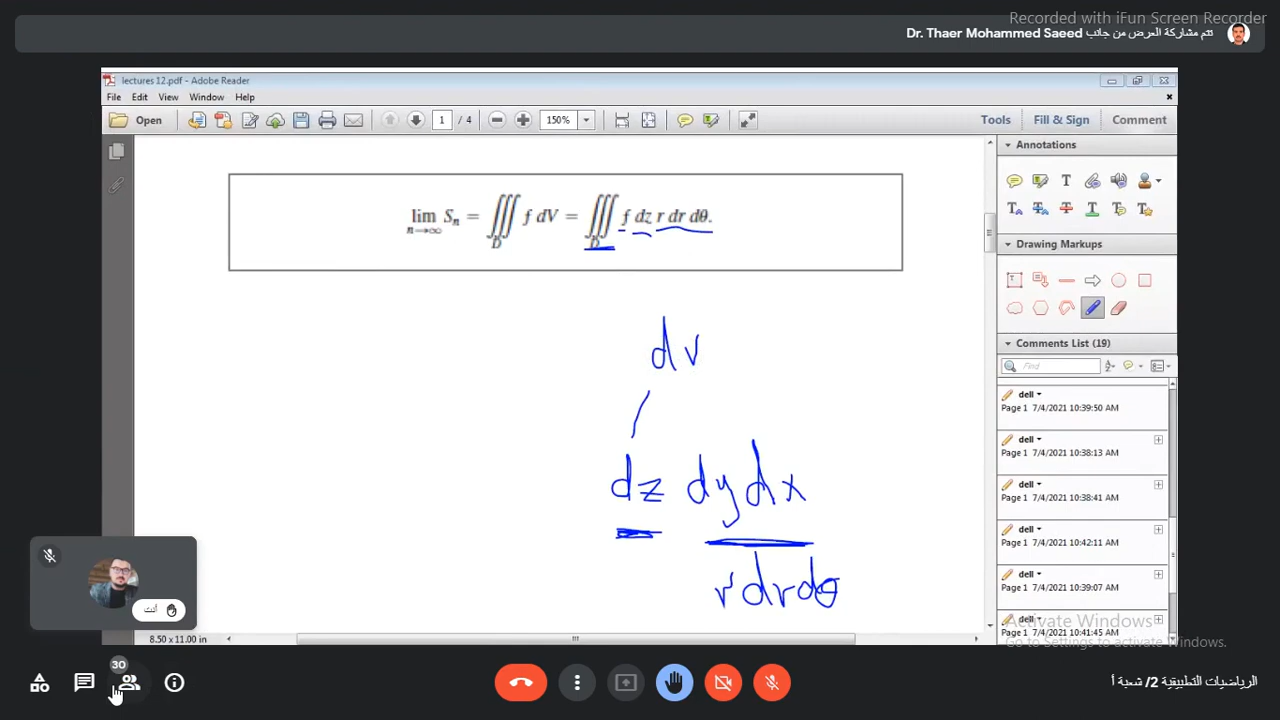 Recorded with iFun Screen Recorder
Dr. Thaer Mohammed Saeed تتم مشاركة العرض من جانب
lectures 12.pdf - Adobe Reader
File Edit View Window Help
Open 1 / 4 150% Tools Fill & Sign Comment
Annotations
T
T T T T T
Drawing Markups
Comments List (19)
Find
dell
Page 1 7/4/2021 10:39:50 AM
dell
Page 1 7/4/2021 10:38:13 AM
dell
Page 1 7/4/2021 10:38:41 AM
dell
Page 1 7/4/2021 10:42:11 AM
dell
Page 1 7/4/2021 10:39:07 AM
dell
Page 1 7/4/2021 10:41:45 AM
lim n→∞ Sn = ∭D f dV = ∭D f dz r dr dθ.
dv
dz dy dx
r dr dθ
أنت
8.50 x 11.00 in
Activate Windows
Go to Settings to activate Windows.
30
الرياضيات التطبيقية 2/ شعبة أ